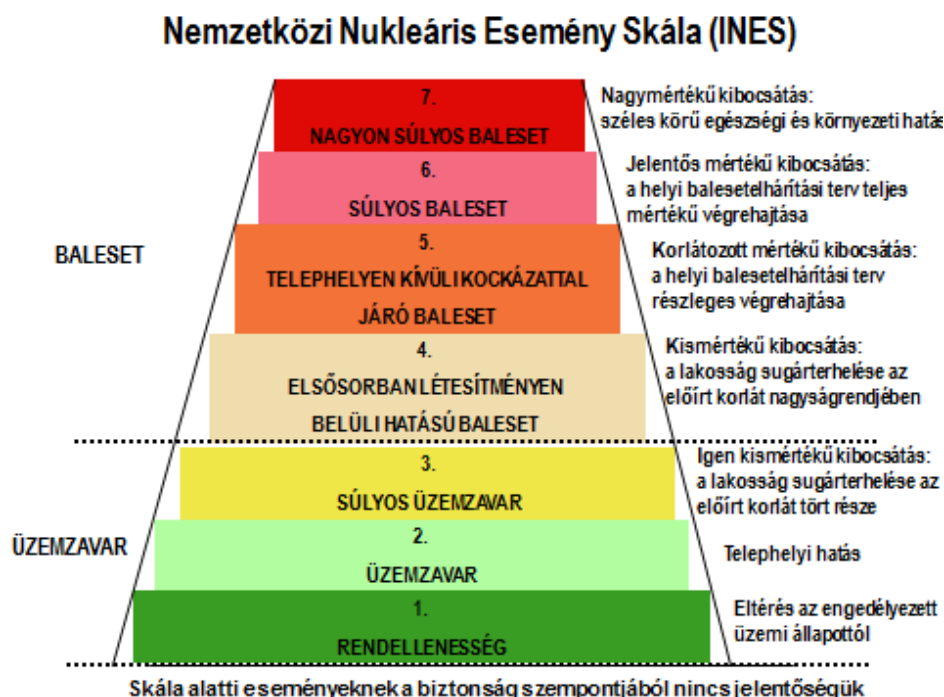 Nemzetközi Nukleáris Esemény Skála (INES)
7.
NAGYON SÚLYOS BALESET
Nagymértékű kibocsátás:
széles körű egészségi és környezeti hatás
6.
SÚLYOS BALESET
Jelentős mértékű kibocsátás:
a helyi balesetelhárítási terv teljes
mértékű végrehajtása
BALESET
5.
TELEPHELYEN KÍVÜLI KOCKÁZATTAL
JÁRÓ BALESET
Korlátozott mértékű kibocsátás:
a helyi balesetelhárítási terv
részleges végrehajtása
4.
ELSŐSORBAN LÉTESÍTMÉNYEN
BELÜLI HATÁSÚ BALESET
Kismértékű kibocsátás:
a lakosság sugárterhelése az
előírt korlát nagyságrendjében
3.
SÚLYOS ÜZEMZAVAR
Igen kismértékű kibocsátás:
a lakosság sugárterhelése az
előírt korlát tört része
ÜZEMZAVAR
2.
ÜZEMZAVAR
Telephelyi hatás
1.
RENDELLENESSÉG
Eltérés az engedélyezett
üzemi állapottól
Skála alatti eseményeknek a biztonság szempontjából nincs jelentőségük